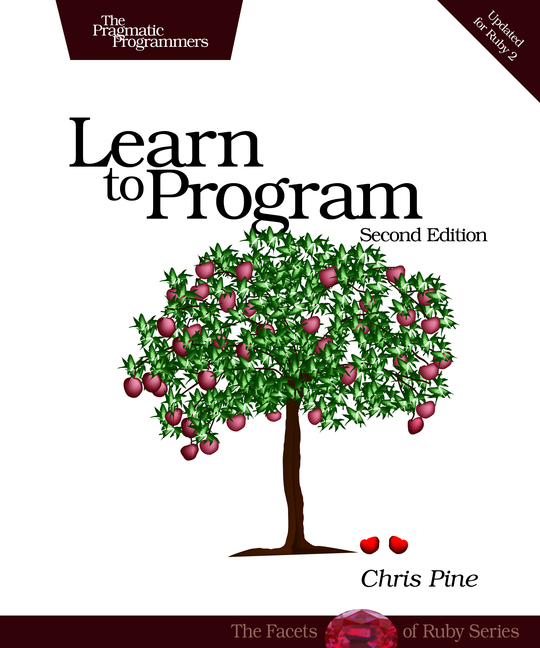 The
Pragmatic
Programmers
Updated
for Ruby 2
Learn
to Program
Second Edition
Chris Pine
The Facets of Ruby Series